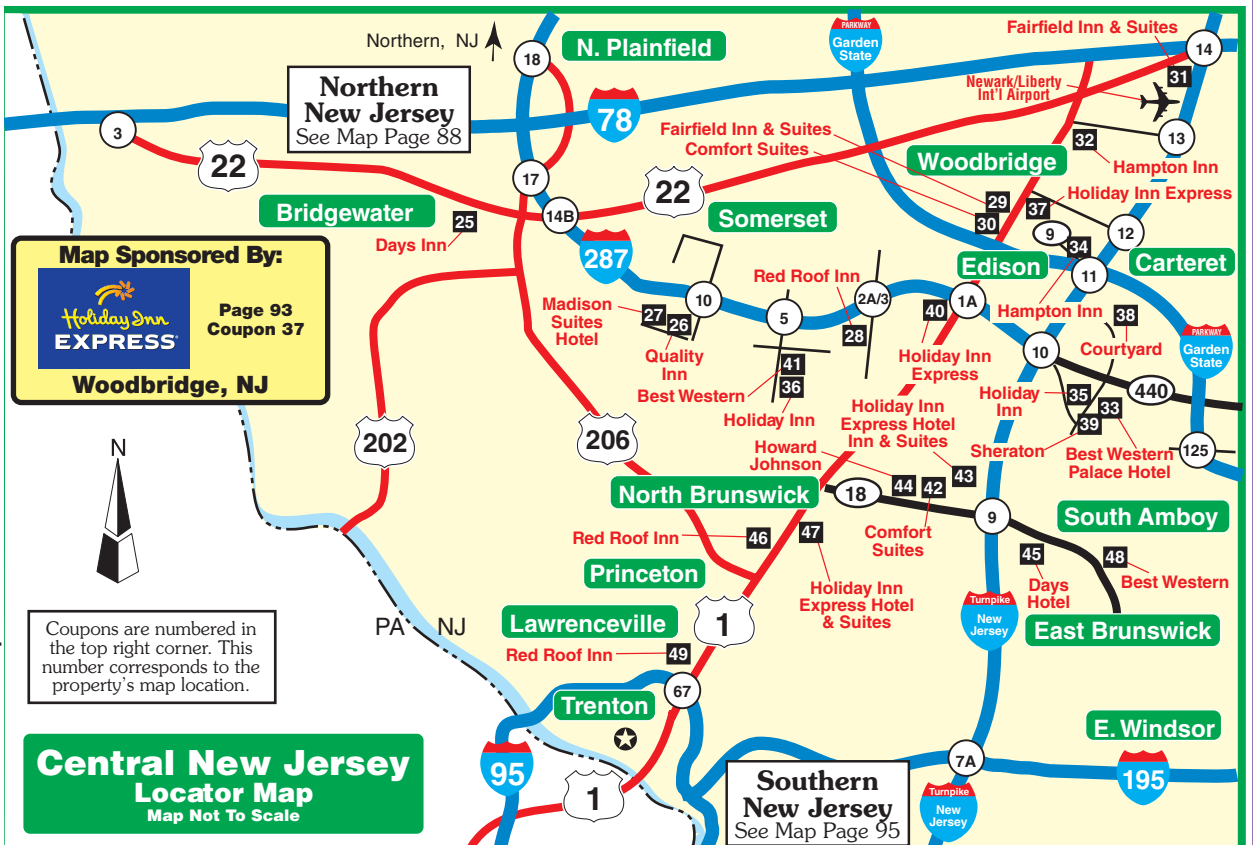 Northern, NJ
N. Plainfield
Northern
New Jersey
See Map Page 88
18
78
PARKWAY
Garden
State
Fairfield Inn & Suites
14
31
Newark/Liberty
Int'l Airport
3
22
17
Fairfield Inn & Suites
Comfort Suites
Woodbridge
32
13
Hampton Inn
22
29
30
37
Holiday Inn Express
Bridgewater
25
Days Inn
14B
Somerset
287
9
34
12
Edison
11
Carteret
Map Sponsored By:
Holiday Inn
EXPRESS
Page 93
Coupon 37
Woodbridge, NJ
Madison
Suites
Hotel
27
26
10
Quality
Inn
5
Red Roof Inn
2A/3
28
40
1A
Hampton Inn
Holiday Inn
Express
10
38
Courtyard
PARKWAY
Garden
State
41
Best Western
36
Holiday Inn
Holiday
Inn
35
440
33
39
Sheraton
Best Western
Palace Hotel
125
202
206
Holiday Inn
Express Hotel
Inn & Suites
Howard
Johnson
43
44
42
18
North Brunswick
Comfort
Suites
9
South Amboy
N
Red Roof Inn
46
47
Holiday Inn
Express Hotel
& Suites
45
Days
Hotel
48
Best Western
Princeton
1
Turnpike
New
Jersey
East Brunswick
Coupons are numbered in
the top right corner. This
number corresponds to the
property's map location.
PA
NJ
Lawrenceville
Red Roof Inn
49
67
Trenton
E. Windsor
Central New Jersey
Locator Map
Map Not To Scale
95
1
Southern
New Jersey
See Map Page 95
7A
195
Turnpike
New
Jersey